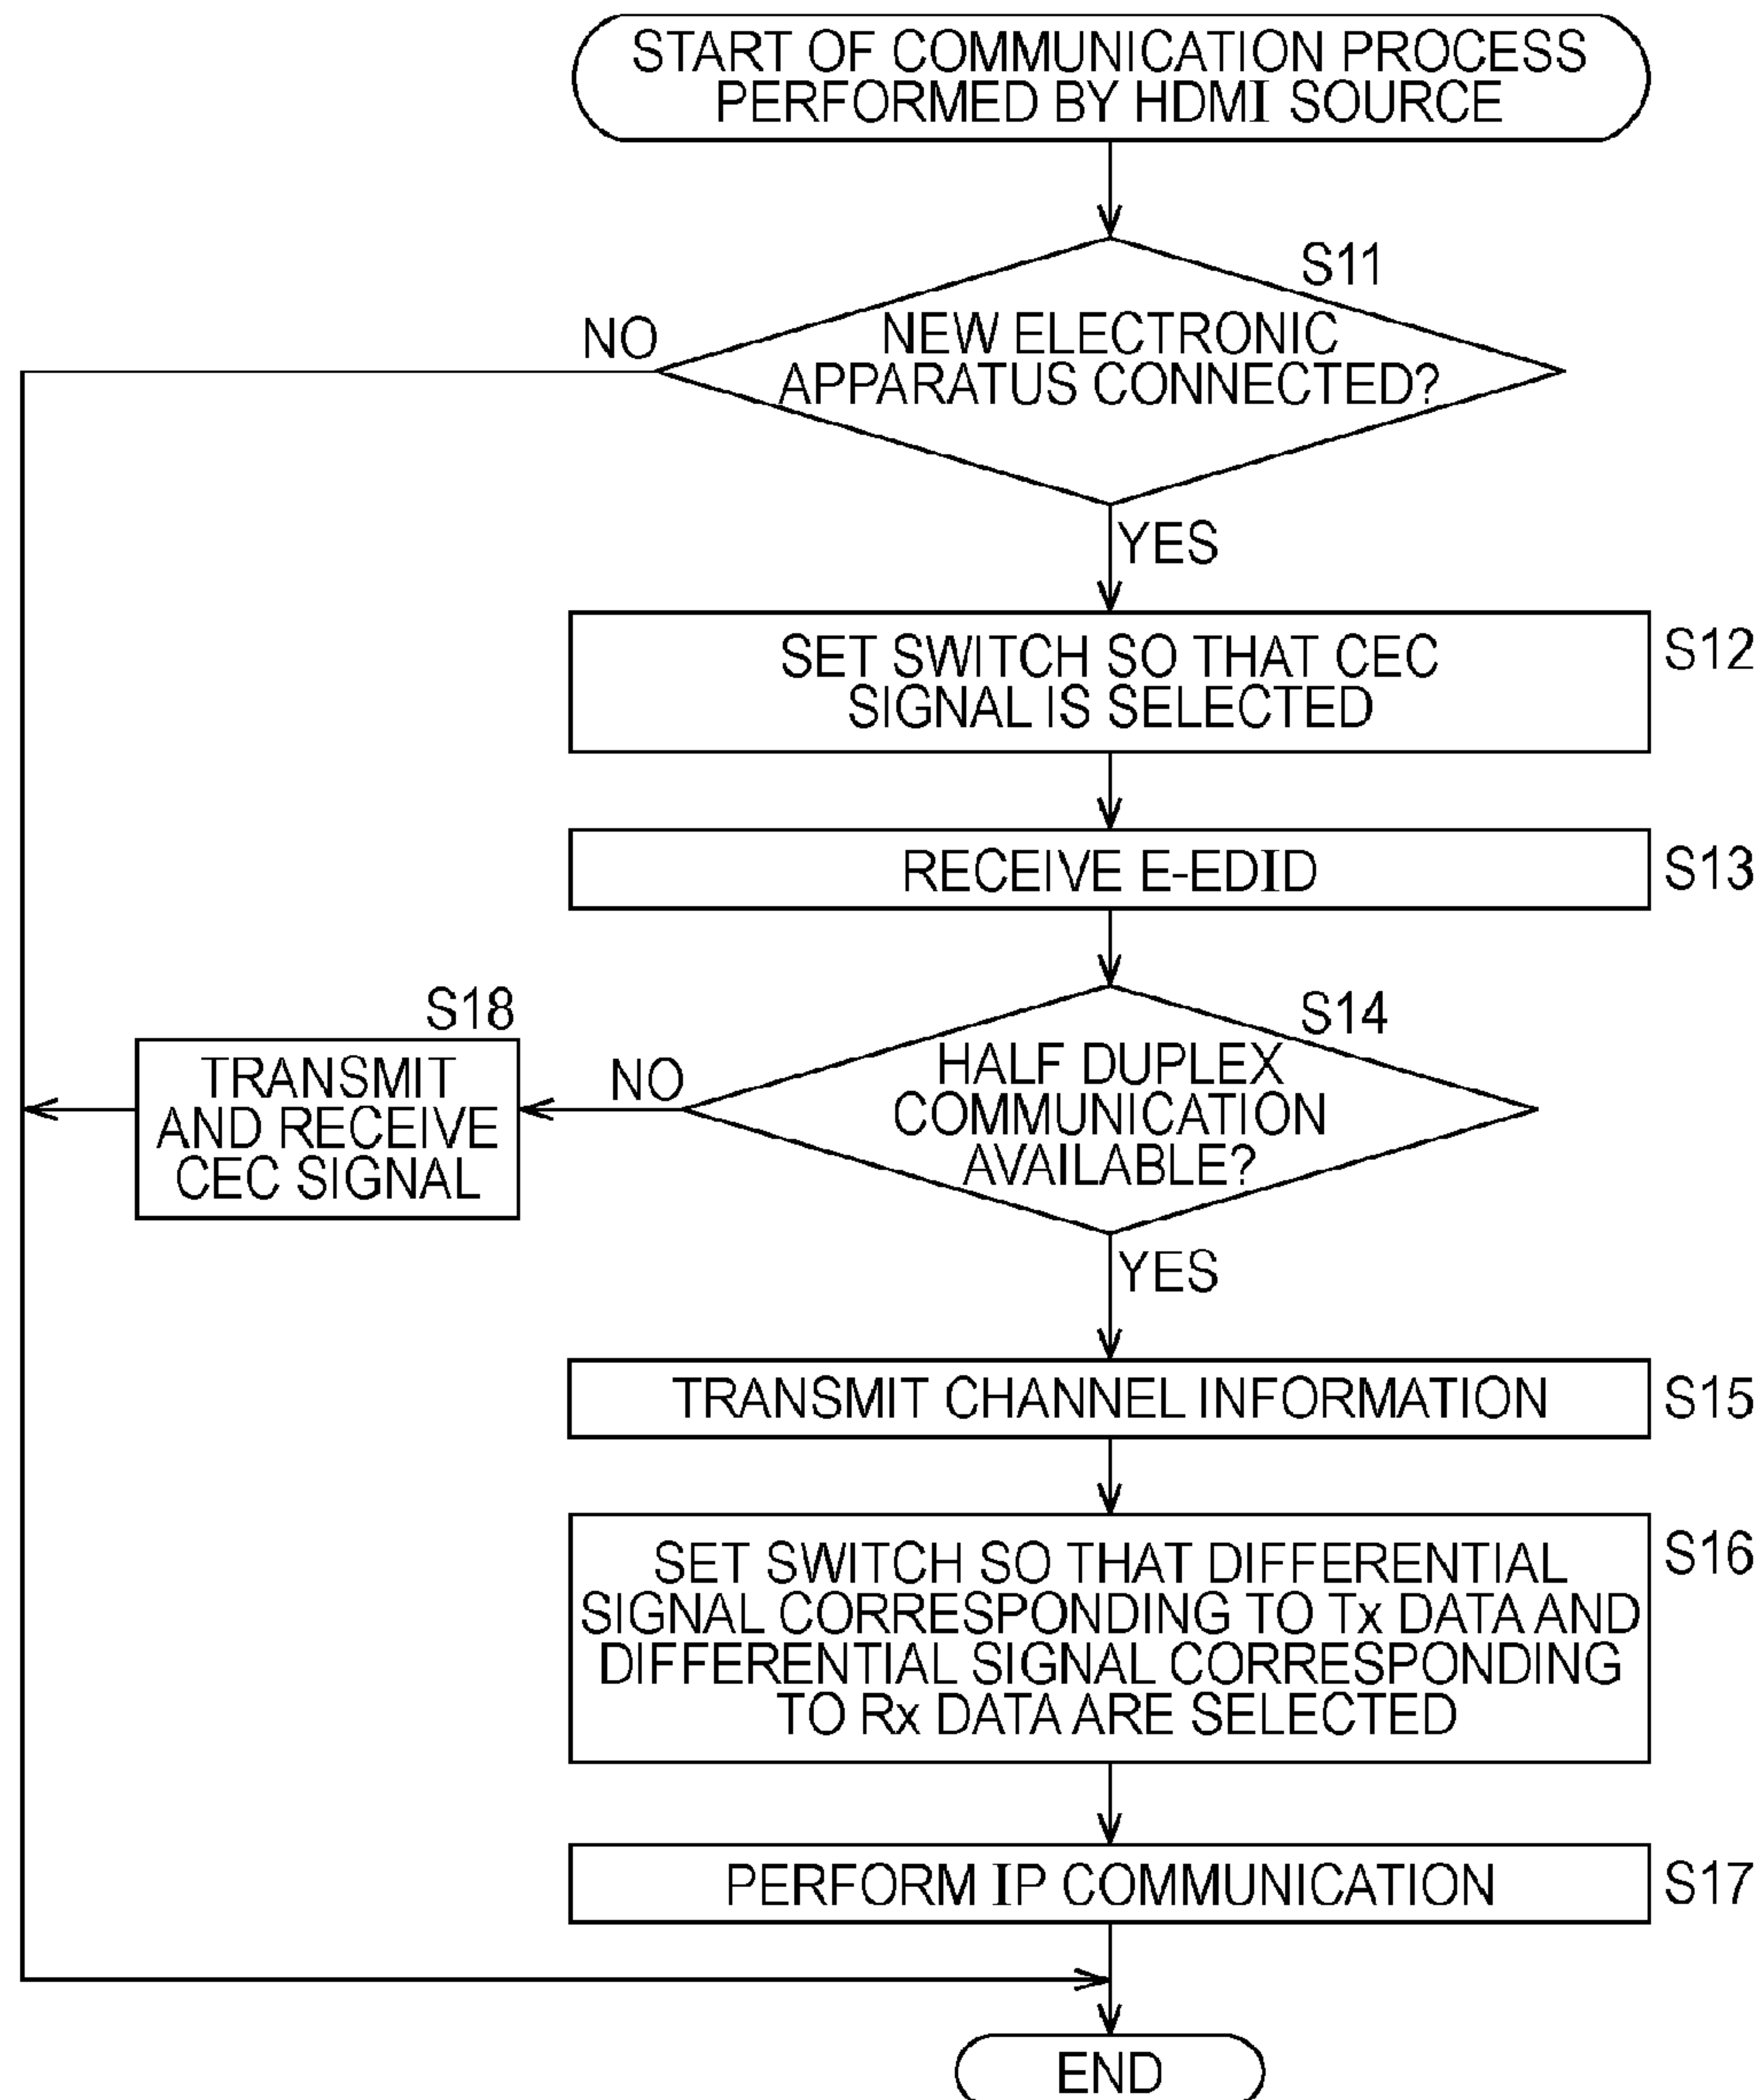 START OF COMMUNICATION PROCESS
PERFORMED BY HDMI SOURCE
S11
NO
NEW ELECTRONIC
APPARATUS CONNECTED?
YES
SET SWITCH SO THAT CEC
SIGNAL IS SELECTED
S12
RECEIVE E-EDID
S13
S18
TRANSMIT
AND RECEIVE
CEC SIGNAL
NO
S14
HALF DUPLEX
COMMUNICATION
AVAILABLE?
YES
TRANSMIT CHANNEL INFORMATION
S15
SET SWITCH SO THAT DIFFERENTIAL
SIGNAL CORRESPONDING TO Tx DATA AND
DIFFERENTIAL SIGNAL CORRESPONDING
TO Rx DATA ARE SELECTED
S16
PERFORM IP COMMUNICATION
S17
END